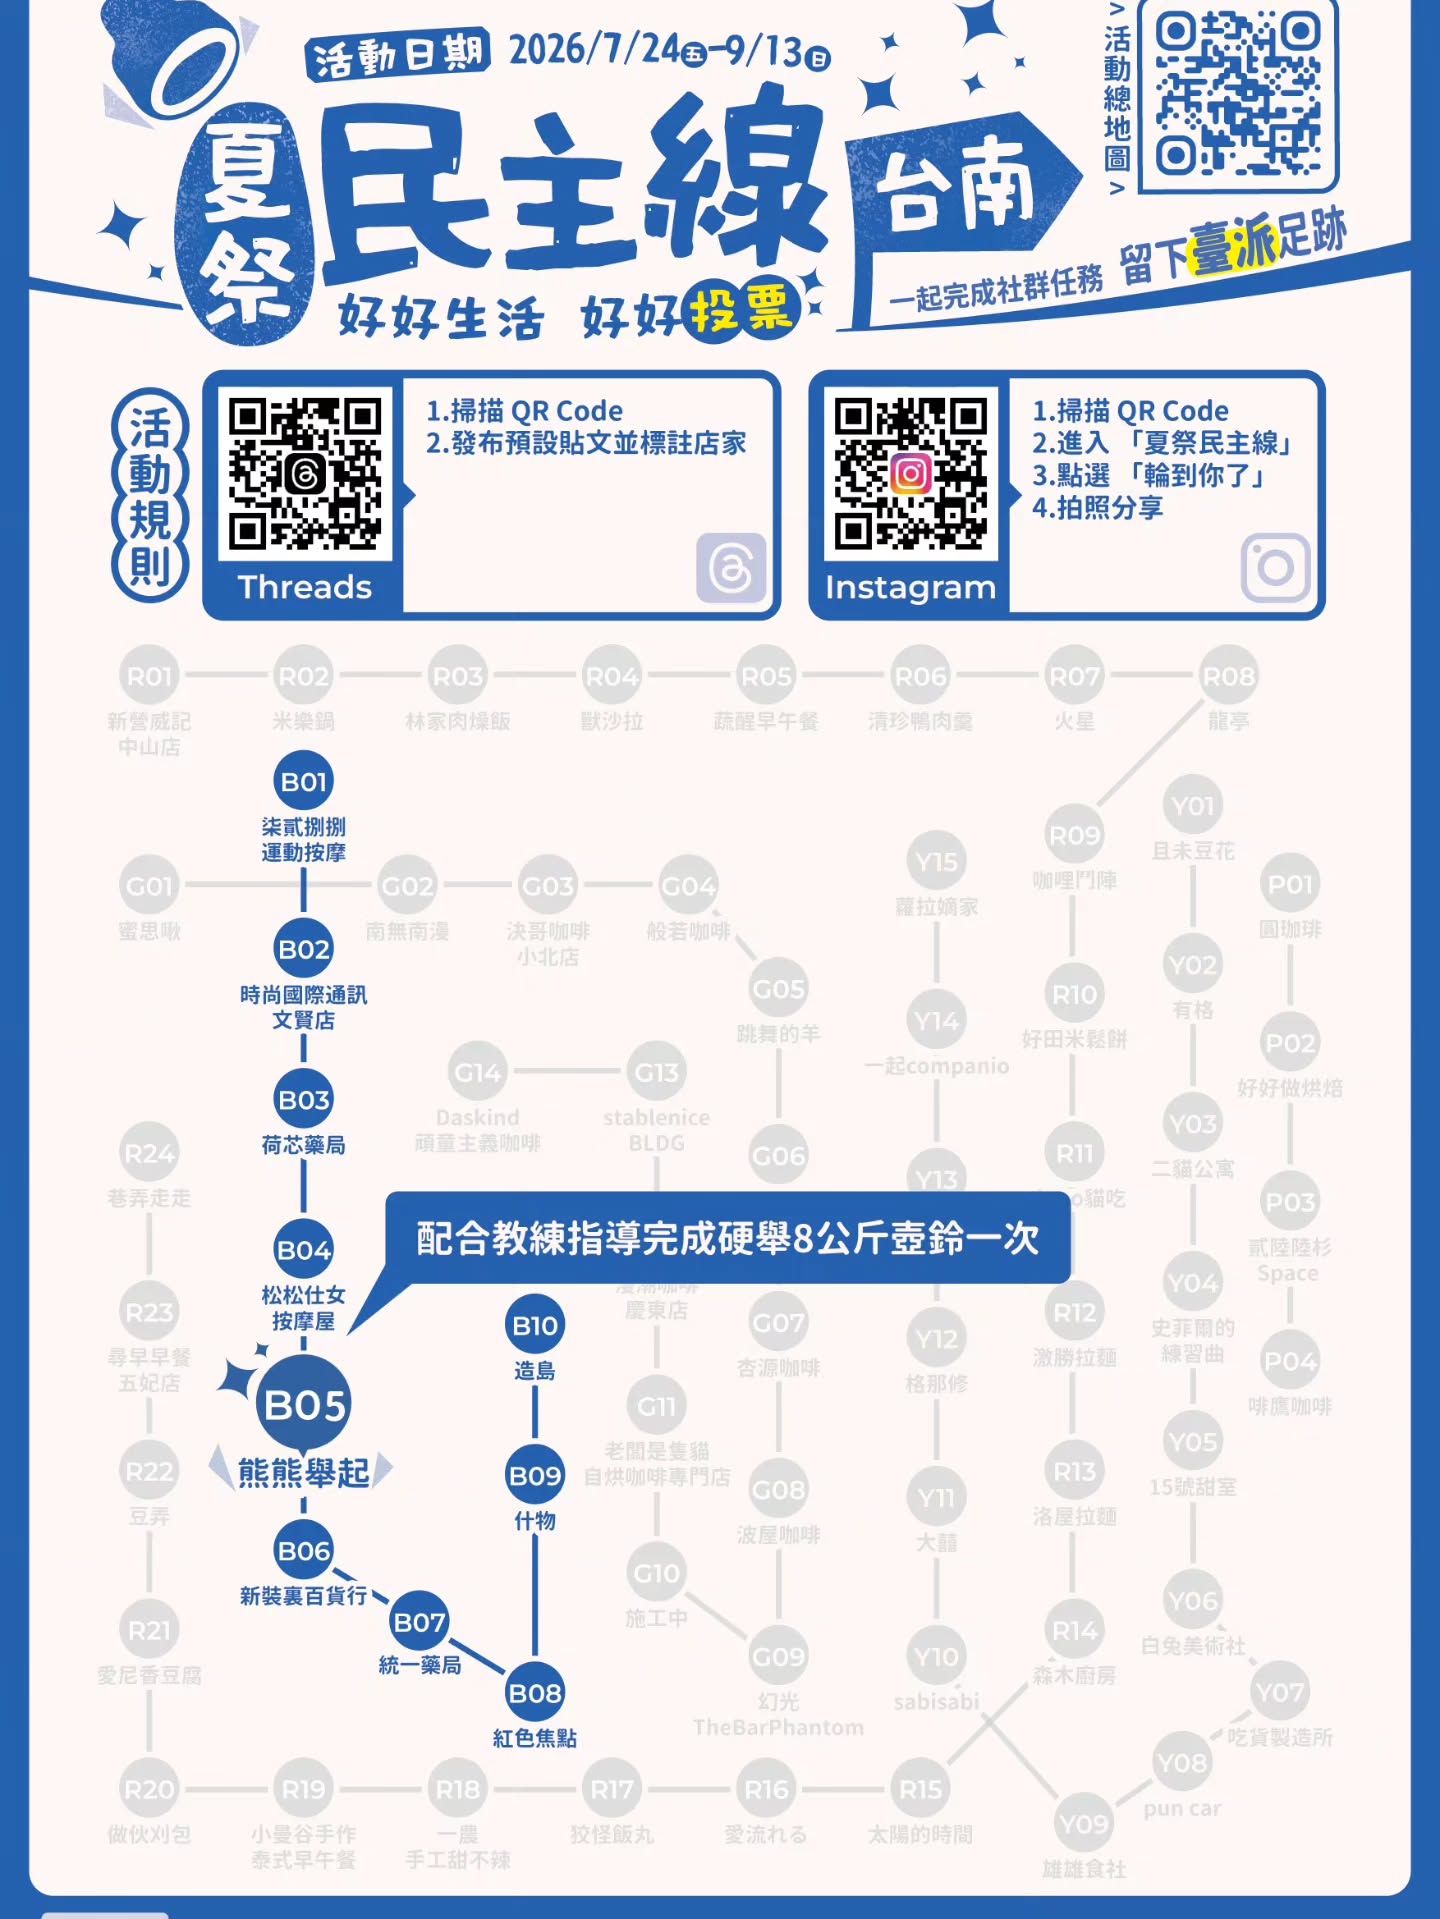 活動日期 2026/7/24五–9/13日
夏祭
民主線
台南
好好生活 好好投票
一起完成社群任務 留下臺派足跡
>活動總地圖>
活動規則
Threads
1.掃描 QR Code
2.發布預設貼文並標註店家
Instagram
1.掃描 QR Code
2.進入「夏祭民主線」
3.點選「輪到你了」
4.拍照分享
R01
新營威記
中山店
R02
米樂鍋
R03
林家肉燥飯
R04
獸沙拉
R05
蔬醒早午餐
R06
清珍鴨肉羹
R07
火星
R08
龍亭
B01
柒貳捌捌
運動按摩
G01
蜜思啾
G02
南無南漫
G03
決哥咖啡
小北店
G04
般若咖啡
Y15
蘿拉嫡家
R09
咖哩鬥陣
Y01
且未豆花
P01
圓珈琲
B02
時尚國際通訊
文賢店
G05
跳舞的羊
Y14
一起companio
R10
好田米鬆餅
Y02
有格
P02
好好做烘焙
B03
荷芯藥局
G14
Daskind
頑童主義咖啡
G13
stablenice
BLDG
G06
Y13
R11
貓吃
Y03
二貓公寓
P03
貳陸陸杉
Space
R24
巷弄走走
B04
松松仕女
按摩屋
配合教練指導完成硬舉8公斤壺鈴一次
慶東店
B10
造島
G07
杏源咖啡
Y12
格那修
R12
激勝拉麵
Y04
史菲爾的
練習曲
P04
啡鷹咖啡
R23
尋早早餐
五妃店
B05
熊熊舉起
G11
老闆是隻貓
自烘咖啡專門店
R22
豆弄
B09
什物
G08
波屋咖啡
Y11
大囍
R13
洛屋拉麵
Y05
15號甜室
B06
新裝裏百貨行
G10
施工中
Y06
白兔美術社
R21
愛尼香豆腐
B07
統一藥局
B08
紅色焦點
G09
幻光
TheBarPhantom
Y10
sabisabi
R14
森木廚房
Y07
吃貨製造所
Y08
pun car
R20
做伙刈包
R19
小曼谷手作
泰式早午餐
R18
一農
手工甜不辣
R17
狡怪飯丸
R16
愛流れる
R15
太陽的時間
Y09
雄雄食社